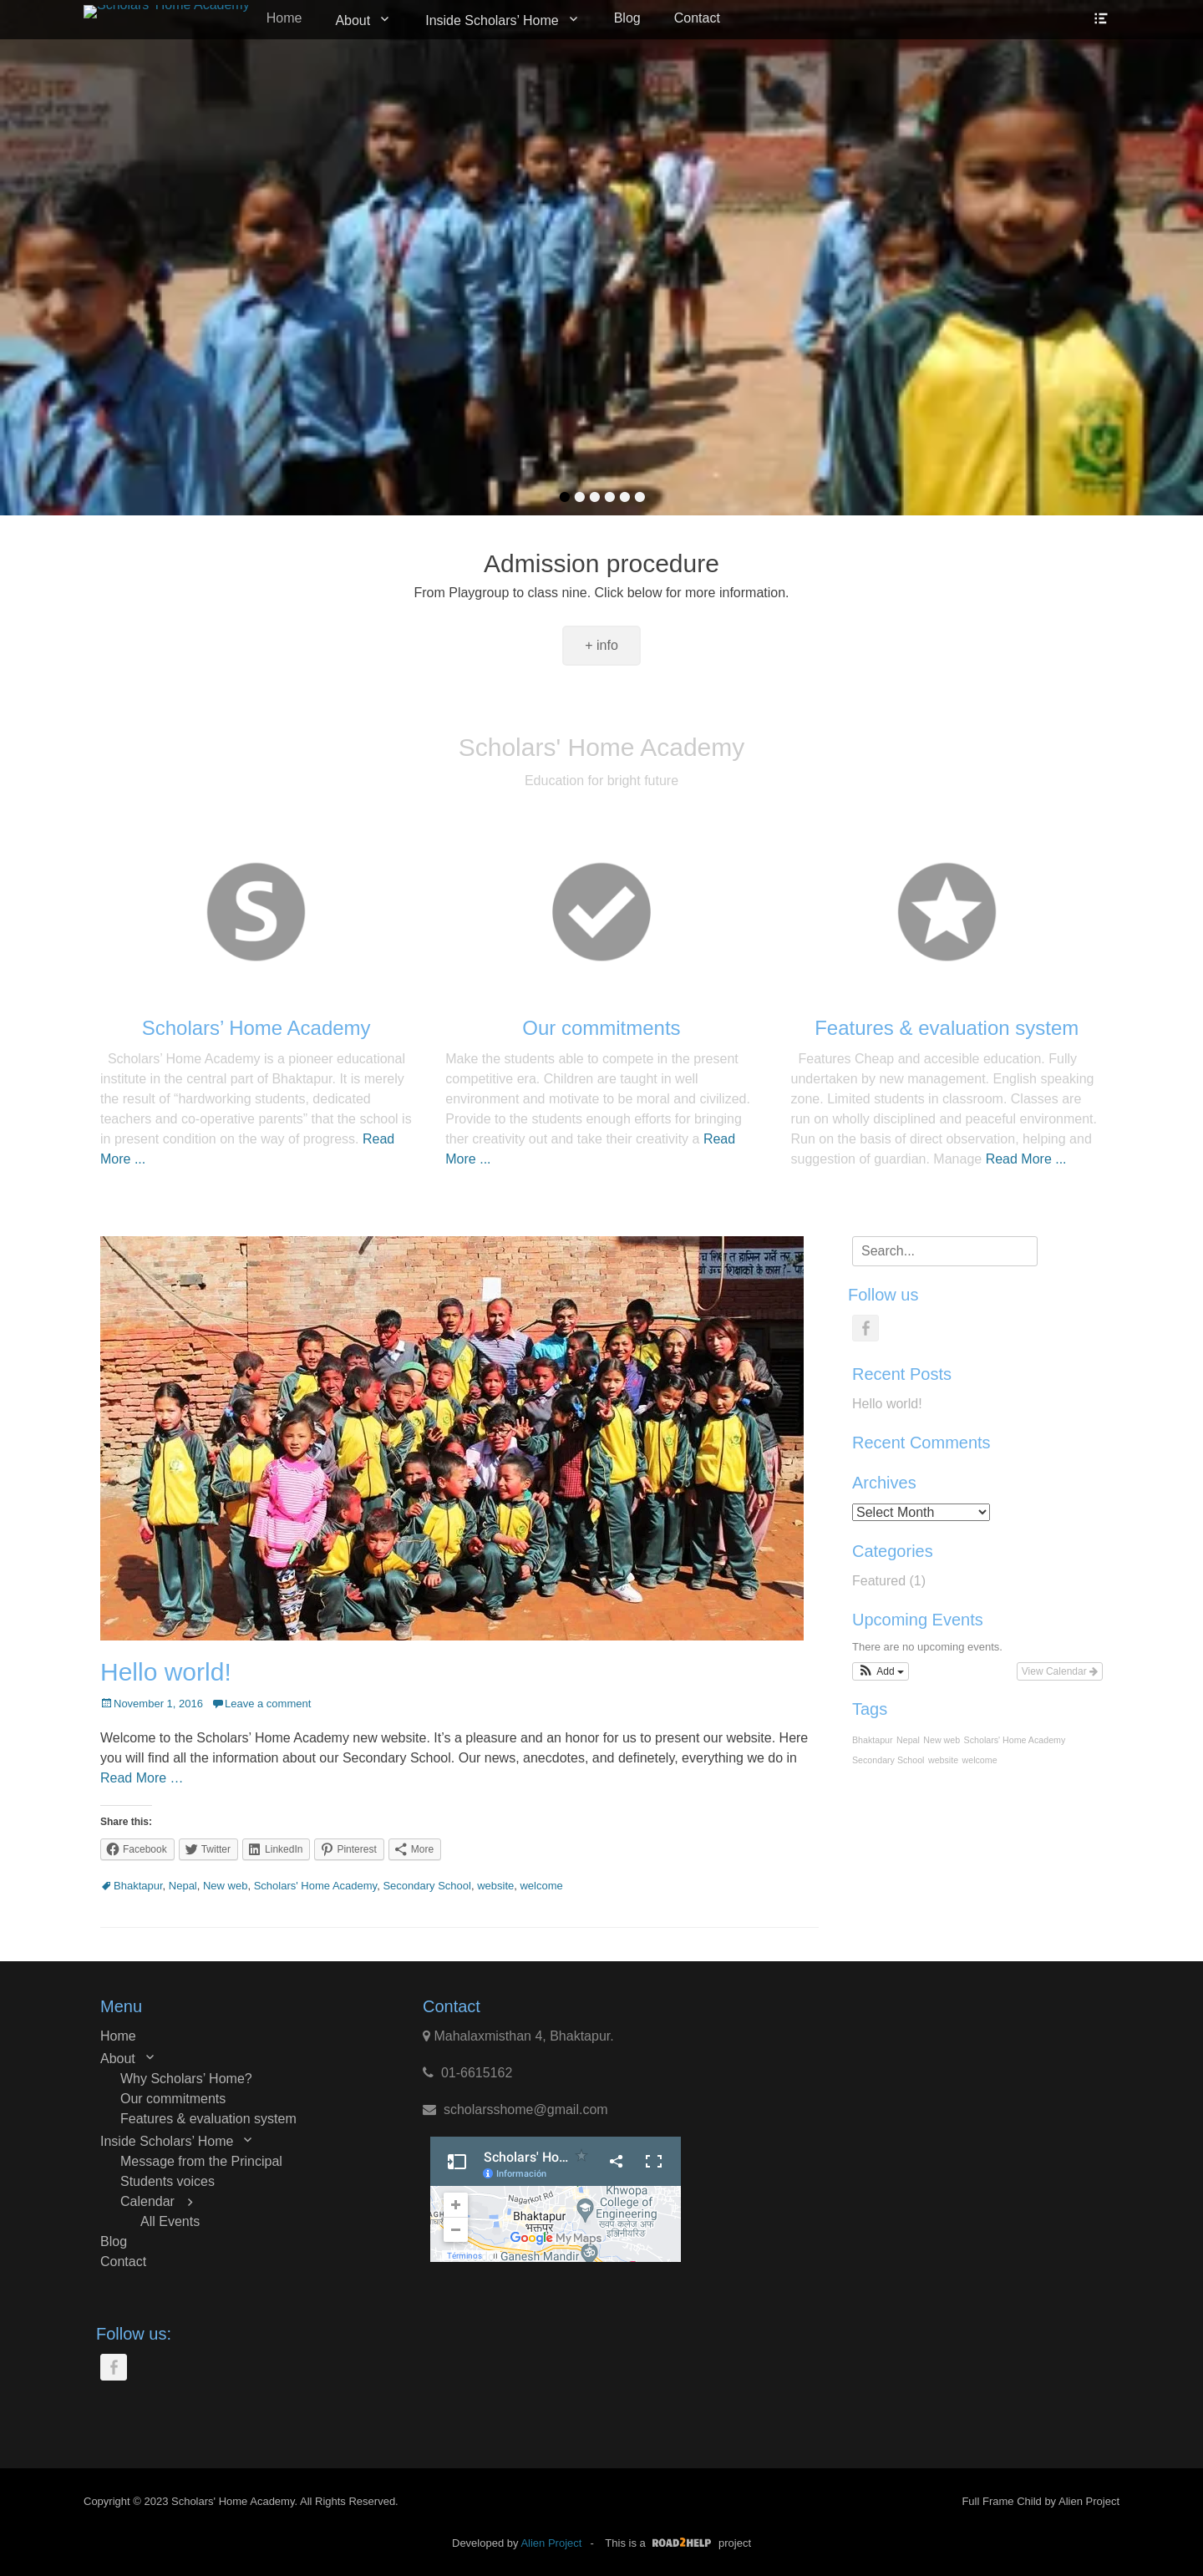 Scholars' Home Academy
Home
About
Inside Scholars’ Home
Blog
Contact
Admission procedure
From Playgroup to class nine. Click below for more information.
+ info
Scholars' Home Academy
Education for bright future
S
Scholars’ Home Academy
Scholars’ Home Academy is a pioneer educational
institute in the central part of Bhaktapur. It is merely
the result of “hardworking students, dedicated
teachers and co-operative parents” that the school is
in present condition on the way of progress. Read
More ...
Our commitments
Make the students able to compete in the present
competitive era. Children are taught in well
environment and motivate to be moral and civilized.
Provide to the students enough efforts for bringing
ther creativity out and take their creativity a Read
More ...
Features & evaluation system
Features Cheap and accesible education. Fully
undertaken by new management. English speaking
zone. Limited students in classroom. Classes are
run on wholly disciplined and peaceful environment.
Run on the basis of direct observation, helping and
suggestion of guardian. Manage Read More ...
Hello world!
November 1, 2016 Leave a comment
Welcome to the Scholars’ Home Academy new website. It’s a pleasure and an honor for us to present our website. Here
you will find all the information about our Secondary School. Our news, anecdotes, and definetely, everything we do in
Read More …
Share this:
Facebook
Twitter
LinkedIn
Pinterest
More
Bhaktapur, Nepal, New web, Scholars' Home Academy, Secondary School, website, welcome
Search...
Follow us
Recent Posts
Hello world!
Recent Comments
Archives
Select Month
Categories
Featured (1)
Upcoming Events
There are no upcoming events.
Add
View Calendar
Tags
Bhaktapur Nepal New web Scholars' Home Academy
Secondary School website welcome
Menu
Home
About
Why Scholars’ Home?
Our commitments
Features & evaluation system
Inside Scholars’ Home
Message from the Principal
Students voices
Calendar
All Events
Blog
Contact
Follow us:
Contact
Mahalaxmisthan 4, Bhaktapur.
01-6615162
scholarsshome@gmail.com
Scholars' Ho...
Información
Nagarkot Rd
Khwopa
College of
Engineering
Bhaktapur
भक्तपुर
Google My Maps
Términos
Ganesh Mandir
Copyright © 2023 Scholars' Home Academy. All Rights Reserved.
Full Frame Child by Alien Project
Developed by Alien Project - This is a ROAD2HELP project